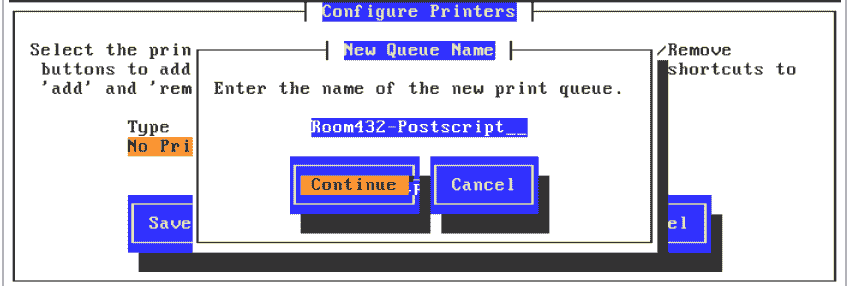 Configure Printers
New Queue Name
Select the prin
/Remove
buttons to add
shortcuts to
'add' and 'rem
Enter the name of the new print queue.
Type
Room432-Postscript__
No Pri
Continue
Cancel
Save
el